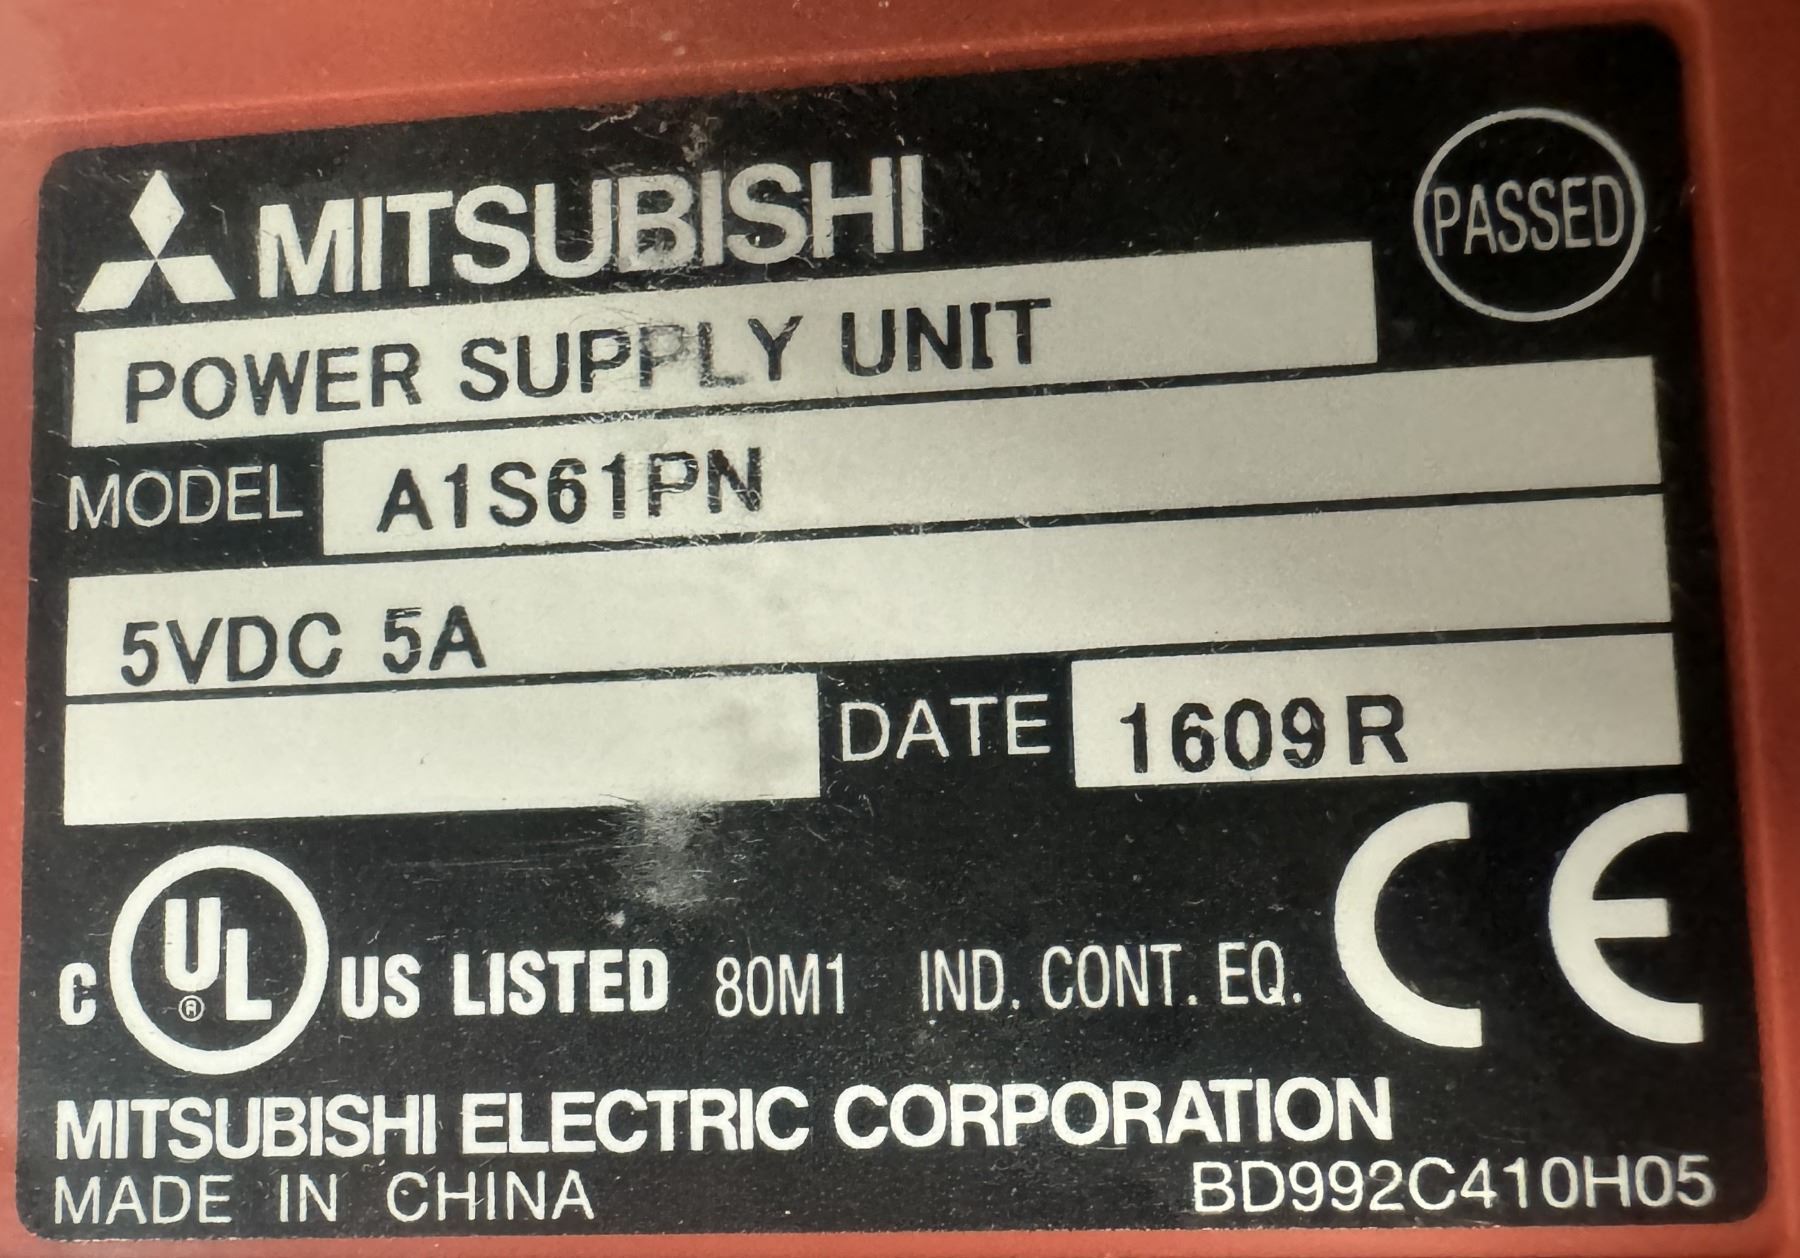 MITSUBISHI
PASSED
POWER SUPPLY UNIT
MODEL A1S61PN
5VDC 5A
DATE 1609R
C UL® US LISTED 80M1 IND. CONT. EQ. CE
MITSUBISHI ELECTRIC CORPORATION
MADE IN CHINA BD992C410H05